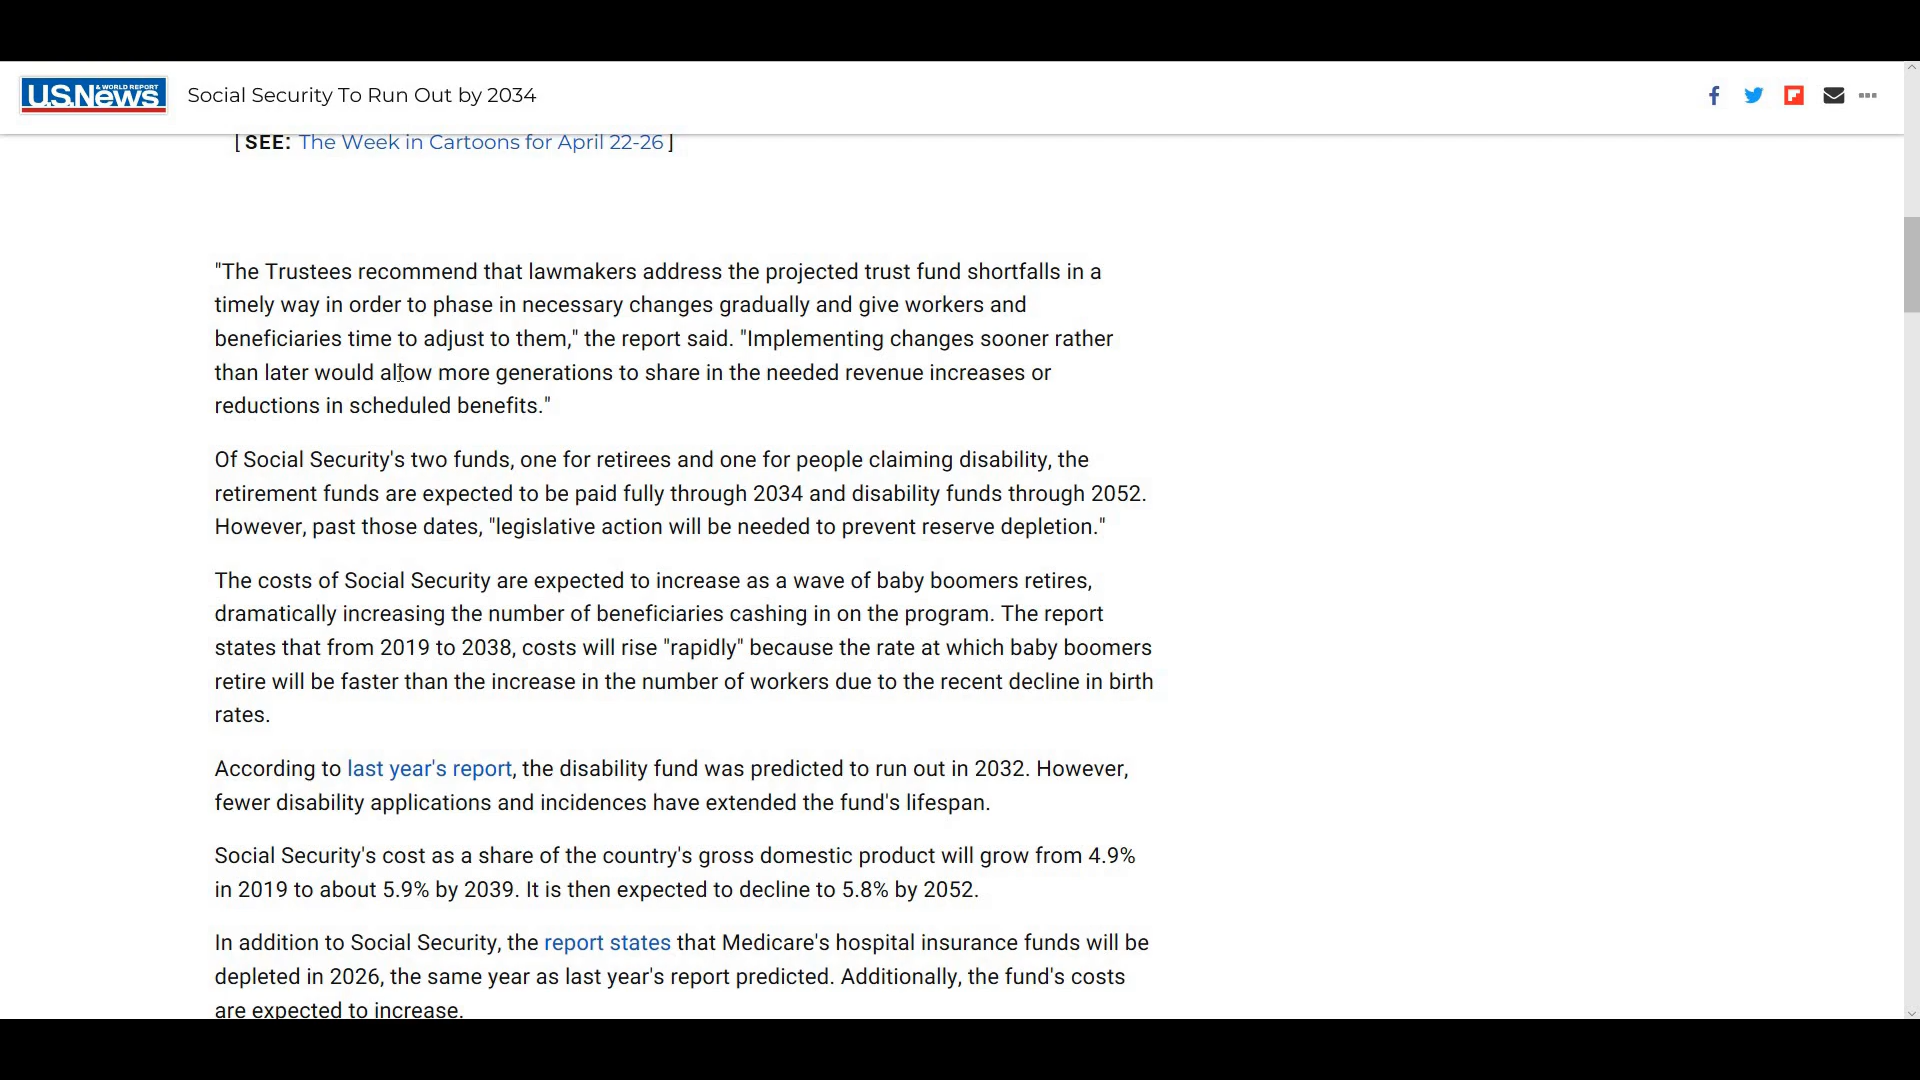 U.S.News & WORLD REPORT
Social Security To Run Out by 2034
[ SEE: The Week in Cartoons for April 22-26 ]
"The Trustees recommend that lawmakers address the projected trust fund shortfalls in a
timely way in order to phase in necessary changes gradually and give workers and
beneficiaries time to adjust to them," the report said. "Implementing changes sooner rather
than later would allow more generations to share in the needed revenue increases or
reductions in scheduled benefits."
Of Social Security's two funds, one for retirees and one for people claiming disability, the
retirement funds are expected to be paid fully through 2034 and disability funds through 2052.
However, past those dates, "legislative action will be needed to prevent reserve depletion."
The costs of Social Security are expected to increase as a wave of baby boomers retires,
dramatically increasing the number of beneficiaries cashing in on the program. The report
states that from 2019 to 2038, costs will rise "rapidly" because the rate at which baby boomers
retire will be faster than the increase in the number of workers due to the recent decline in birth
rates.
According to last year's report, the disability fund was predicted to run out in 2032. However,
fewer disability applications and incidences have extended the fund's lifespan.
Social Security's cost as a share of the country's gross domestic product will grow from 4.9%
in 2019 to about 5.9% by 2039. It is then expected to decline to 5.8% by 2052.
In addition to Social Security, the report states that Medicare's hospital insurance funds will be
depleted in 2026, the same year as last year's report predicted. Additionally, the fund's costs
are expected to increase.